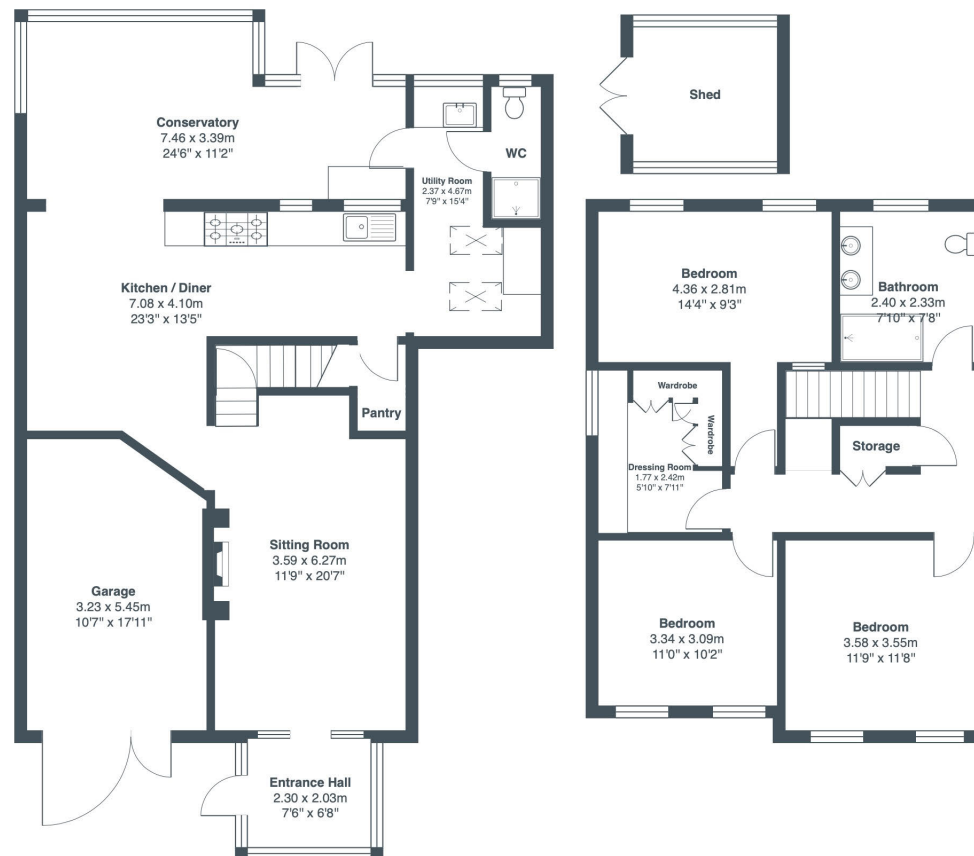 Conservatory
7.46 x 3.39m
24'6" x 11'2"
Utility Room
2.37 x 4.67m
7'9" x 15'4"
WC
Kitchen / Diner
7.08 x 4.10m
23'3" x 13'5"
Pantry
Sitting Room
3.59 x 6.27m
11'9" x 20'7"
Garage
3.23 x 5.45m
10'7" x 17'11"
Entrance Hall
2.30 x 2.03m
7'6" x 6'8"
Shed
Bedroom
4.36 x 2.81m
14'4" x 9'3"
Bathroom
2.40 x 2.33m
7'10" x 7'8"
Wardrobe
Wardrobe
Dressing Room
1.77 x 2.42m
5'10" x 7'11"
Storage
Bedroom
3.34 x 3.09m
11'0" x 10'2"
Bedroom
3.58 x 3.55m
11'9" x 11'8"